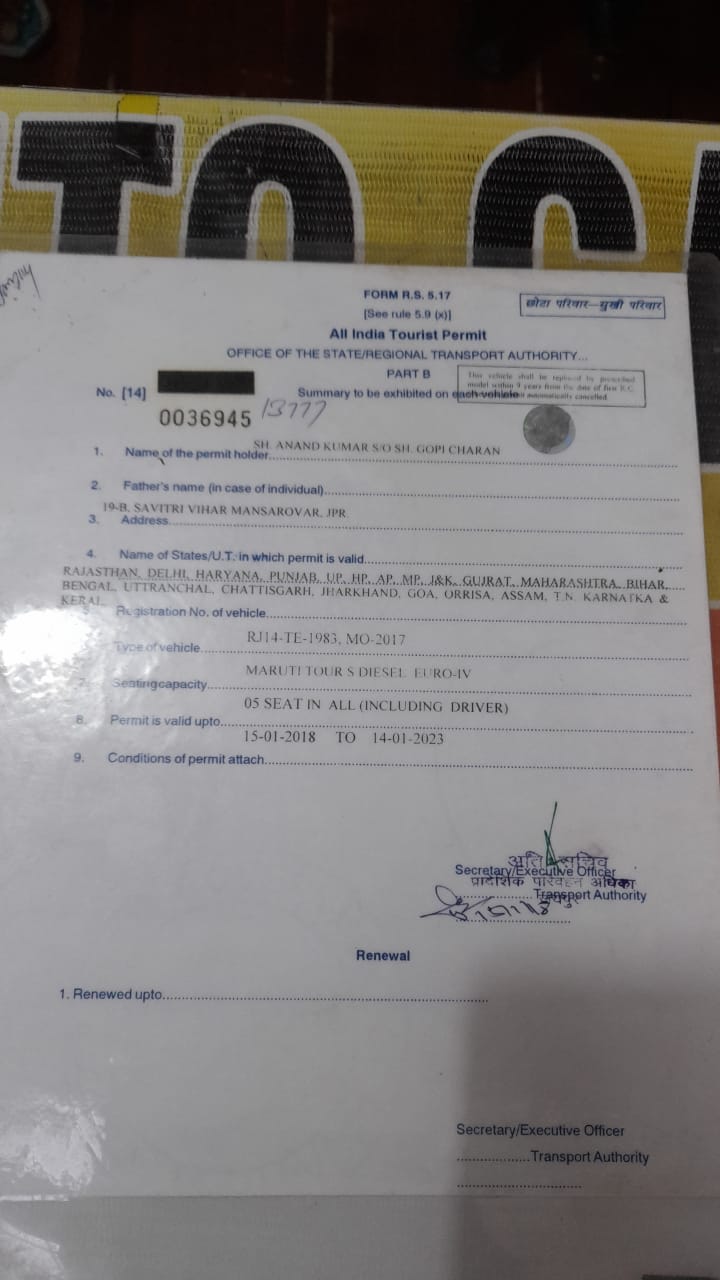 TO CA
FORM R.S. 5.17
[See rule 5.9 (x)]
छोटा परिवार—सुखी परिवार
All India Tourist Permit
OFFICE OF THE STATE/REGIONAL TRANSPORT AUTHORITY...
PART B
This vehicle shall be replaced by prescribed
model within 9 years from the date of first R.C.
automatically cancelled.
No. [14]
Summary to be exhibited on each vehicle
0036945 13777
SH. ANAND KUMAR S/O SH. GOPI CHARAN
1. Name of the permit holder
2. Father's name (in case of individual)
19-B, SAVITRI VIHAR MANSAROVAR, JPR.
3. Address
4. Name of States/U.T. in which permit is valid
RAJASTHAN, DELHI, HARYANA, PUNJAB, UP, HP, AP, MP, J&K, GUJRAT, MAHARASHTRA, BIHAR,
BENGAL, UTTRANCHAL, CHATTISGARH, JHARKHAND, GOA, ORRISA, ASSAM, T.N. KARNATKA &
KERAL
Registration No. of vehicle
RJ14-TE-1983, MO-2017
Type of vehicle
MARUTI TOUR S DIESEL EURO-IV
7. Seating capacity
05 SEAT IN ALL (INCLUDING DRIVER)
8. Permit is valid upto
15-01-2018 TO 14-01-2023
9. Conditions of permit attach
अति सचिव
Secretary/Executive Officer
प्रादेशिक परिवहन अधिका
Transport Authority
जयपुर
Renewal
1. Renewed upto
Secretary/Executive Officer
Transport Authority